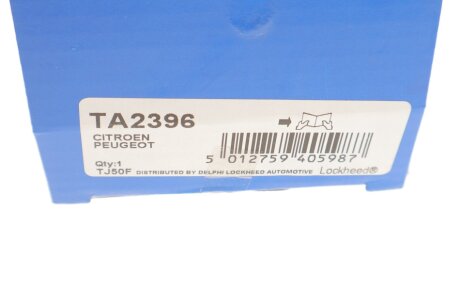 TA2396
CITROEN
PEUGEOT
5 012759 405987
Qty:1
TJ50F DISTRIBUTED BY DELPHI LOCKHEED AUTOMOTIVE Lockheed®